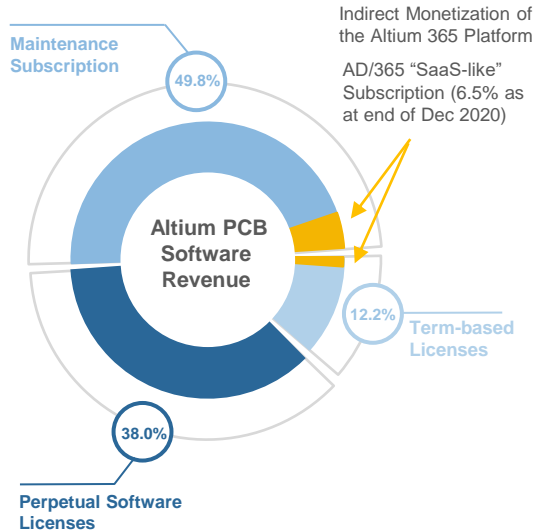 Indirect Monetization of
the Altium 365 Platform
AD/365 “SaaS-like”
Subscription (6.5% as
at end of Dec 2020)
Maintenance
Subscription
49.8%
Altium PCB
Software
Revenue
12.2%
Term-based
Licenses
38.0%
Perpetual Software
Licenses